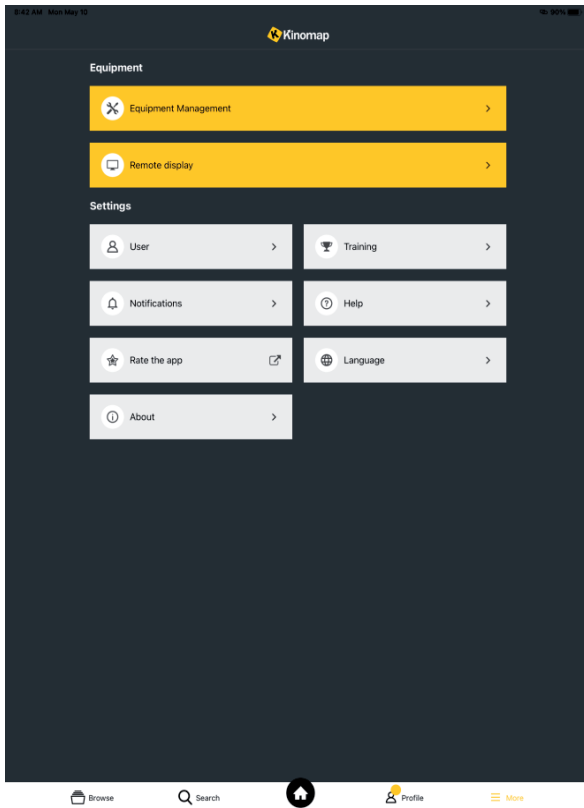 8:42 AM Mon May 10 90%
Kinomap
Equipment
Equipment Management
Remote display
Settings
User
Training
Notifications
Help
Rate the app
Language
About
Browse
Search
Profile
More